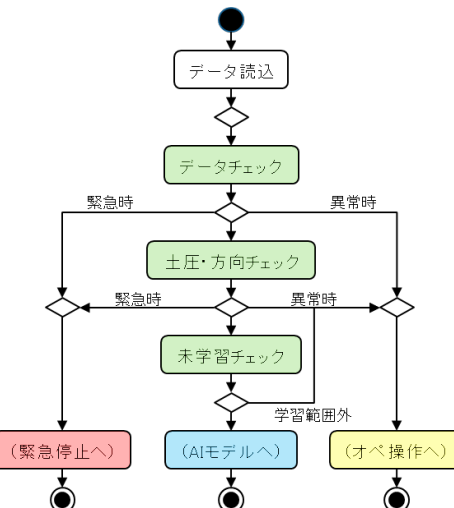 データ読込
データチェック
緊急時
異常時
土圧・方向チェック
緊急時
異常時
未学習チェック
学習範囲外
（緊急停止へ）
（AIモデルへ）
（オペ操作へ）